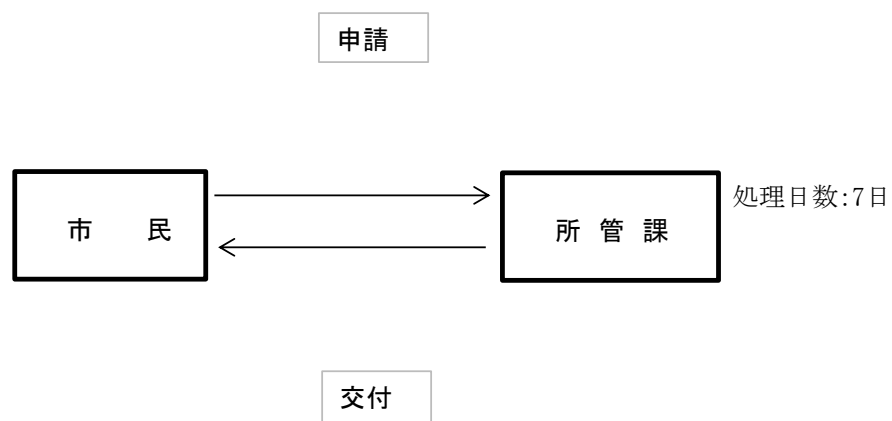 申請
市　　民
所 管 課
処理日数:7日
交付